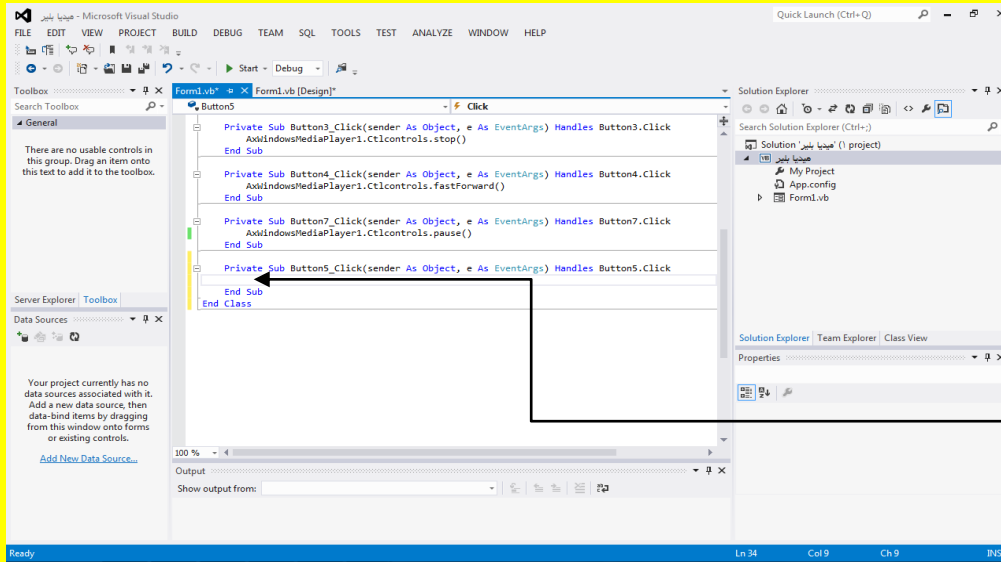 هيديا بلير - Microsoft Visual Studio
Quick Launch (Ctrl+Q)
FILE EDIT VIEW PROJECT BUILD DEBUG TEAM SQL TOOLS TEST ANALYZE WINDOW HELP
Start Debug
Toolbox
Search Toolbox
General
There are no usable controls in
this group. Drag an item onto
this text to add it to the toolbox.
Server Explorer Toolbox
Data Sources
Your project currently has no
data sources associated with it.
Add a new data source, then
data-bind items by dragging
from this window onto forms
or existing controls.
Add New Data Source...
Form1.vb* Form1.vb [Design]*
Button5 Click
Private Sub Button3_Click(sender As Object, e As EventArgs) Handles Button3.Click
AxWindowsMediaPlayer1.Ctlcontrols.stop()
End Sub
Private Sub Button4_Click(sender As Object, e As EventArgs) Handles Button4.Click
AxWindowsMediaPlayer1.Ctlcontrols.fastForward()
End Sub
Private Sub Button7_Click(sender As Object, e As EventArgs) Handles Button7.Click
AxWindowsMediaPlayer1.Ctlcontrols.pause()
End Sub
Private Sub Button5_Click(sender As Object, e As EventArgs) Handles Button5.Click
End Sub
End Class
100 %
Output
Show output from:
Solution Explorer
Search Solution Explorer (Ctrl+;)
Solution 'هيديا بلير' (١ project)
هيديا بلير
My Project
App.config
Form1.vb
Solution Explorer Team Explorer Class View
Properties
Ready Ln 34 Col 9 Ch 9 INS